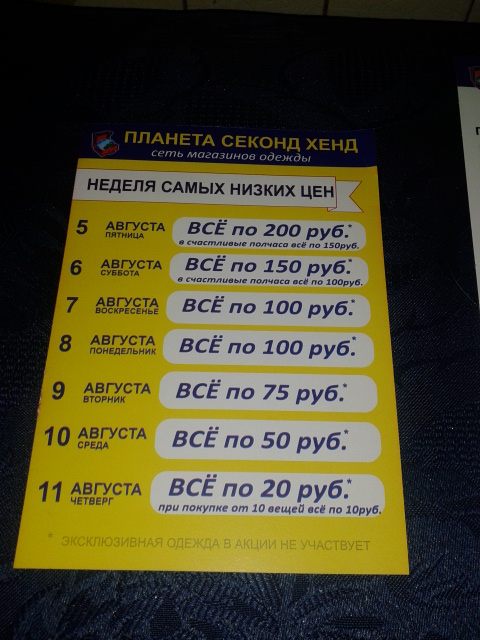 ПЛАНЕТА СЕКОНД ХЕНД
сеть магазинов одежды
НЕДЕЛЯ САМЫХ НИЗКИХ ЦЕН
5 АВГУСТА ВСЁ по 200 руб.*
ПЯТНИЦА в счастливые полчаса всё по 150руб.
6 АВГУСТА ВСЁ по 150 руб.*
СУББОТА в счастливые полчаса всё по 100руб.
7 АВГУСТА ВСЁ по 100 руб.*
ВОСКРЕСЕНЬЕ
8 АВГУСТА ВСЁ по 100 руб.*
ПОНЕДЕЛЬНИК
9 АВГУСТА ВСЁ по 75 руб.*
ВТОРНИК
10 АВГУСТА ВСЁ по 50 руб.*
СРЕДА
11 АВГУСТА ВСЁ по 20 руб.*
ЧЕТВЕРГ при покупке от 10 вещей всё по 10руб.
* ЭКСКЛЮЗИВНАЯ ОДЕЖДА В АКЦИИ НЕ УЧАСТВУЕТ